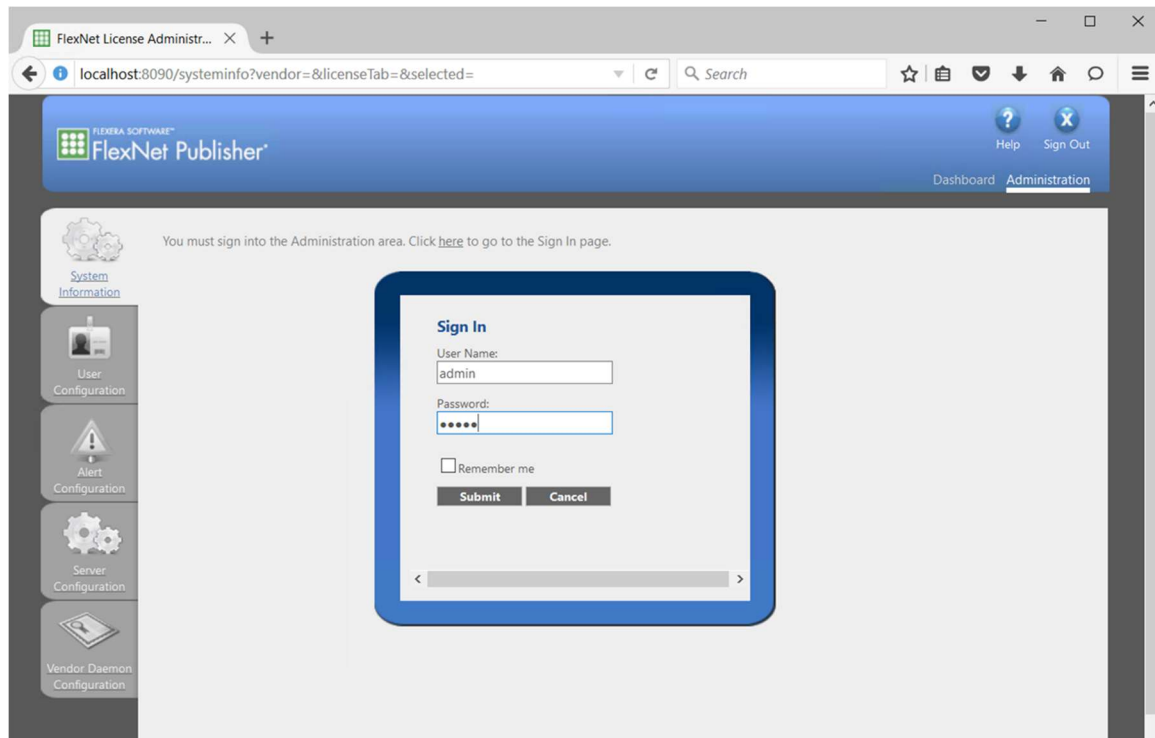 FlexNet License Administr...
localhost:8090/systeminfo?vendor=&licenseTab=&selected=
Search
FLEXERA SOFTWARE™
FlexNet Publisher
Help
Sign Out
Dashboard
Administration
You must sign into the Administration area. Click here to go to the Sign In page.
System
Information
User
Configuration
Alert
Configuration
Server
Configuration
Vendor Daemon
Configuration
Sign In
User Name:
admin
Password:
•••••
Remember me
Submit
Cancel